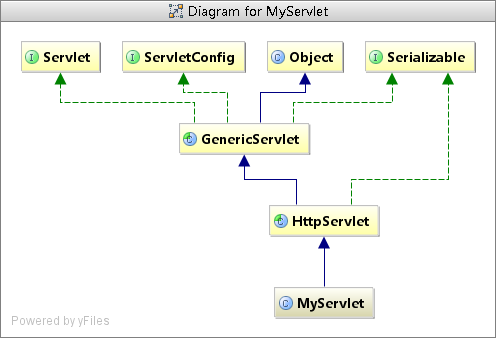 Diagram for MyServlet
I Servlet
I ServletConfig
C Object
I Serializable
C GenericServlet
C HttpServlet
C MyServlet
Powered by yFiles